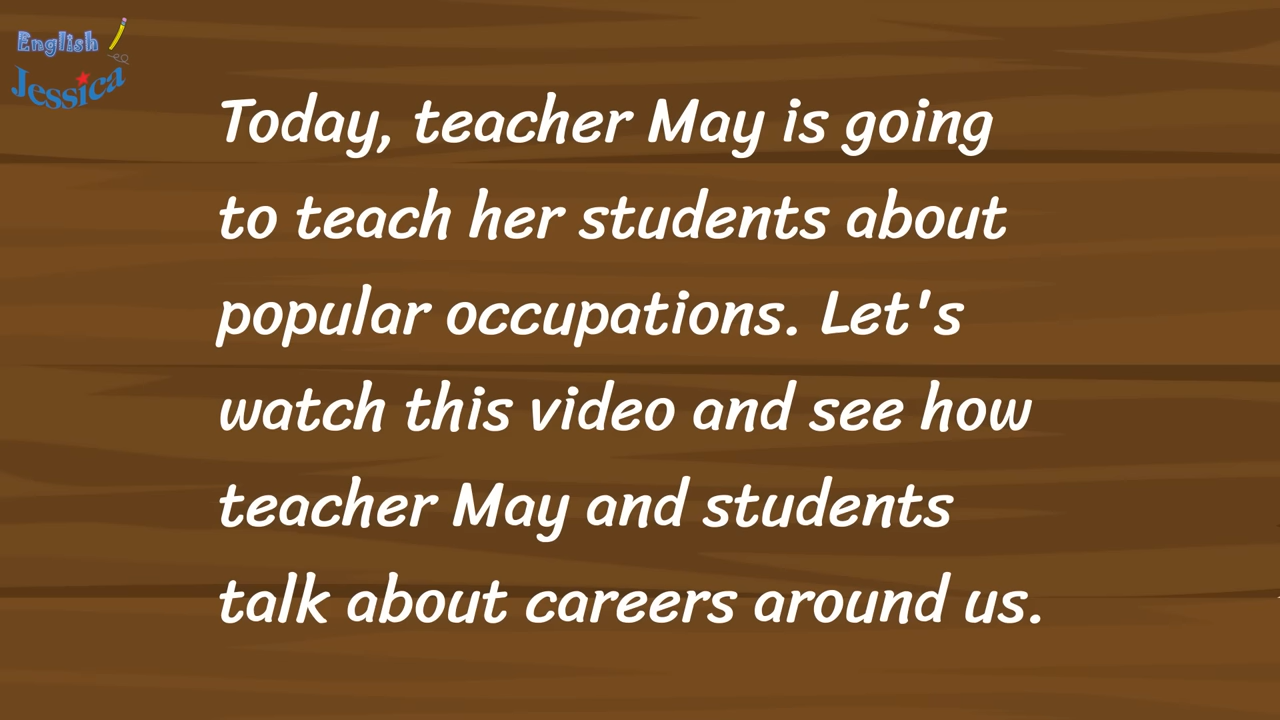 English
Jessica
Today, teacher May is going
to teach her students about
popular occupations. Let's
watch this video and see how
teacher May and students
talk about careers around us.